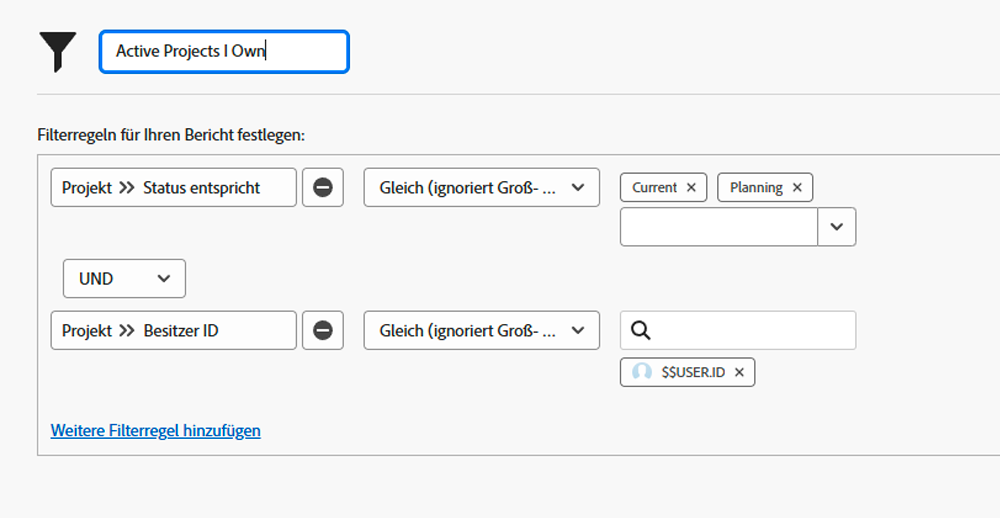 Active Projects I Own
Filterregeln für Ihren Bericht festlegen:
Projekt >> Status entspricht Gleich (ignoriert Groß- ... Current × Planning ×
UND
Projekt >> Besitzer ID Gleich (ignoriert Groß- ...
$$USER.ID ×
Weitere Filterregel hinzufügen